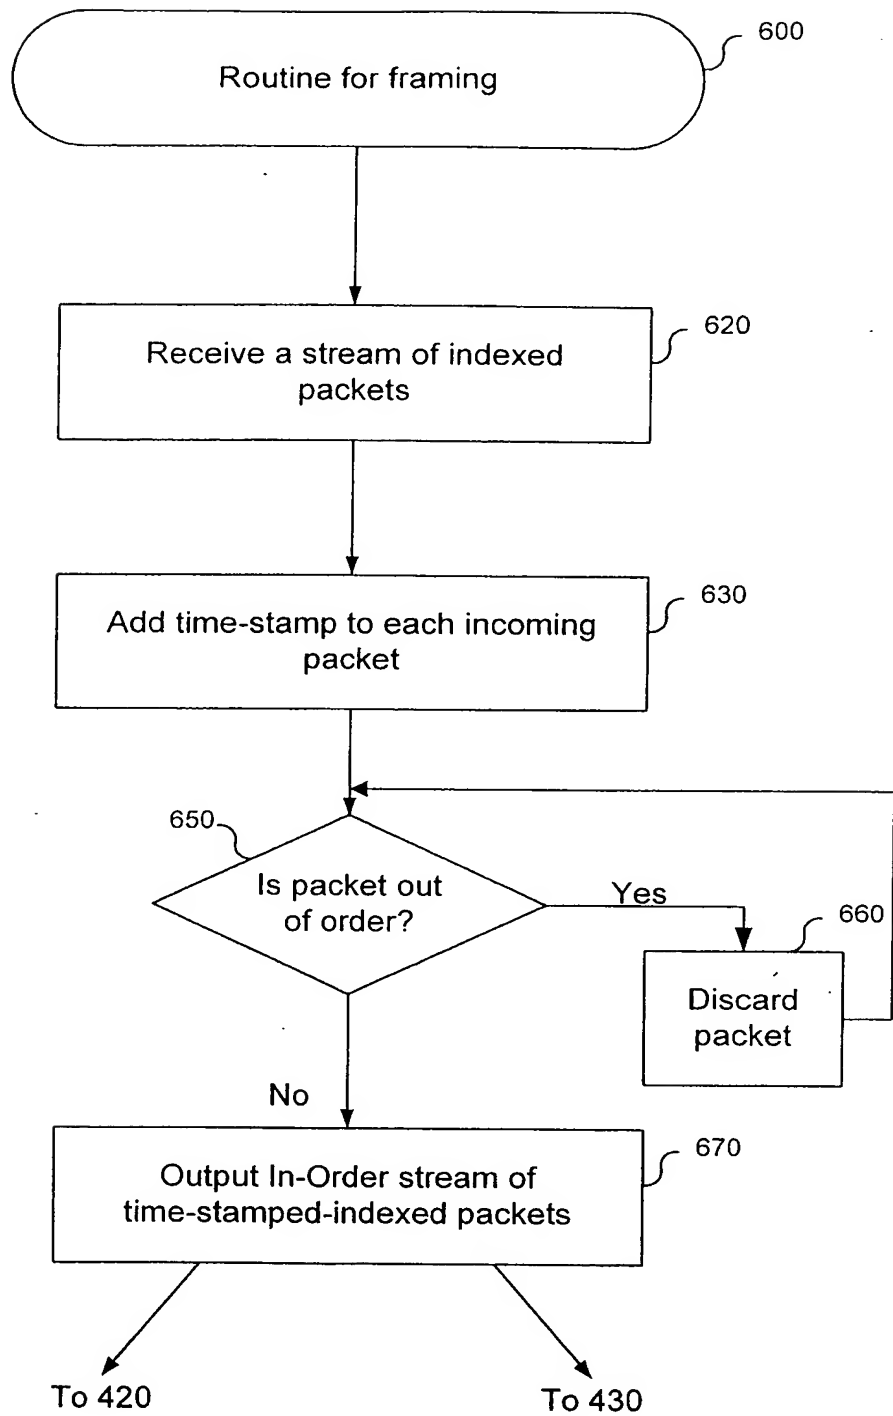 600
Routine for framing
620
Receive a stream of indexed
packets
630
Add time-stamp to each incoming
packet
650
Is packet out
of order?
Yes
660
Discard
packet
No
670
Output In-Order stream of
time-stamped-indexed packets
To 420
To 430